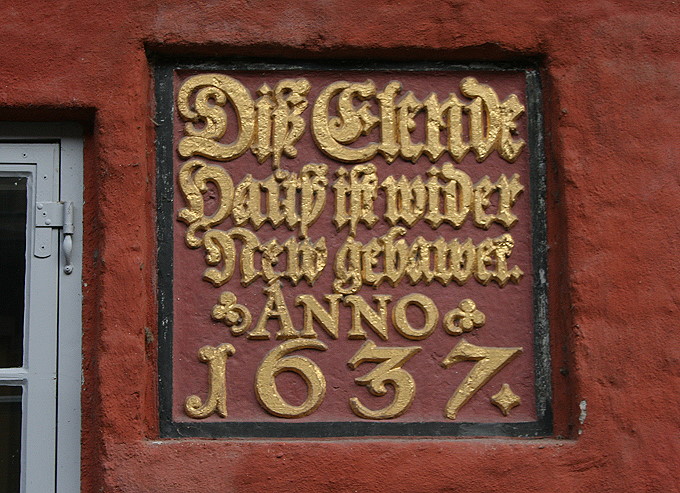 Diß Elende
Hauß ist wider
New gebawet.
Anno
1637.